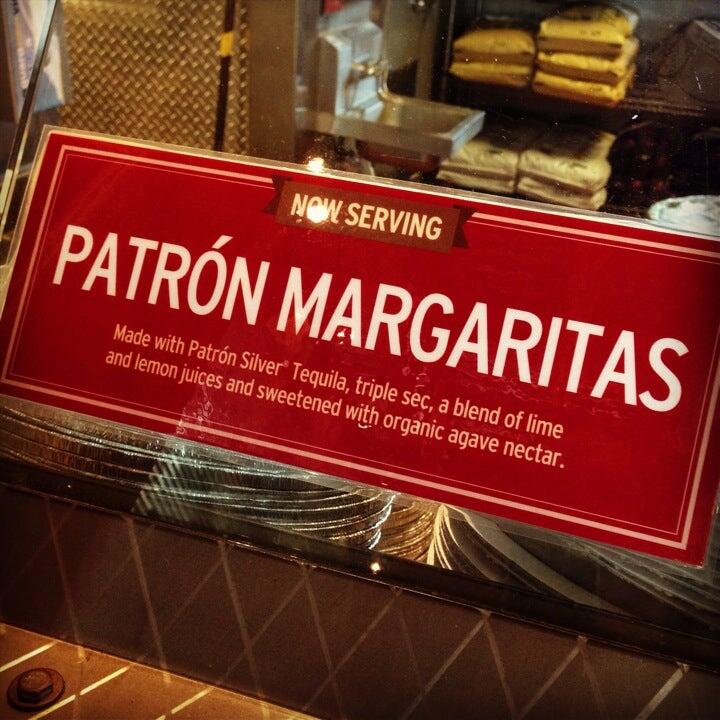 NOW SERVING
PATRÓN MARGARITAS
Made with Patrón Silver® Tequila, triple sec, a blend of lime
and lemon juices and sweetened with organic agave nectar.